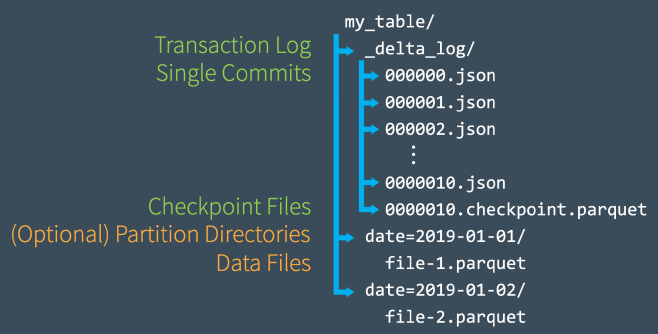 my_table/
Transaction Log
_delta_log/
Single Commits
000000.json
000001.json
000002.json
⋮
0000010.json
Checkpoint Files
0000010.checkpoint.parquet
(Optional) Partition Directories
date=2019-01-01/
Data Files
file-1.parquet
date=2019-01-02/
file-2.parquet